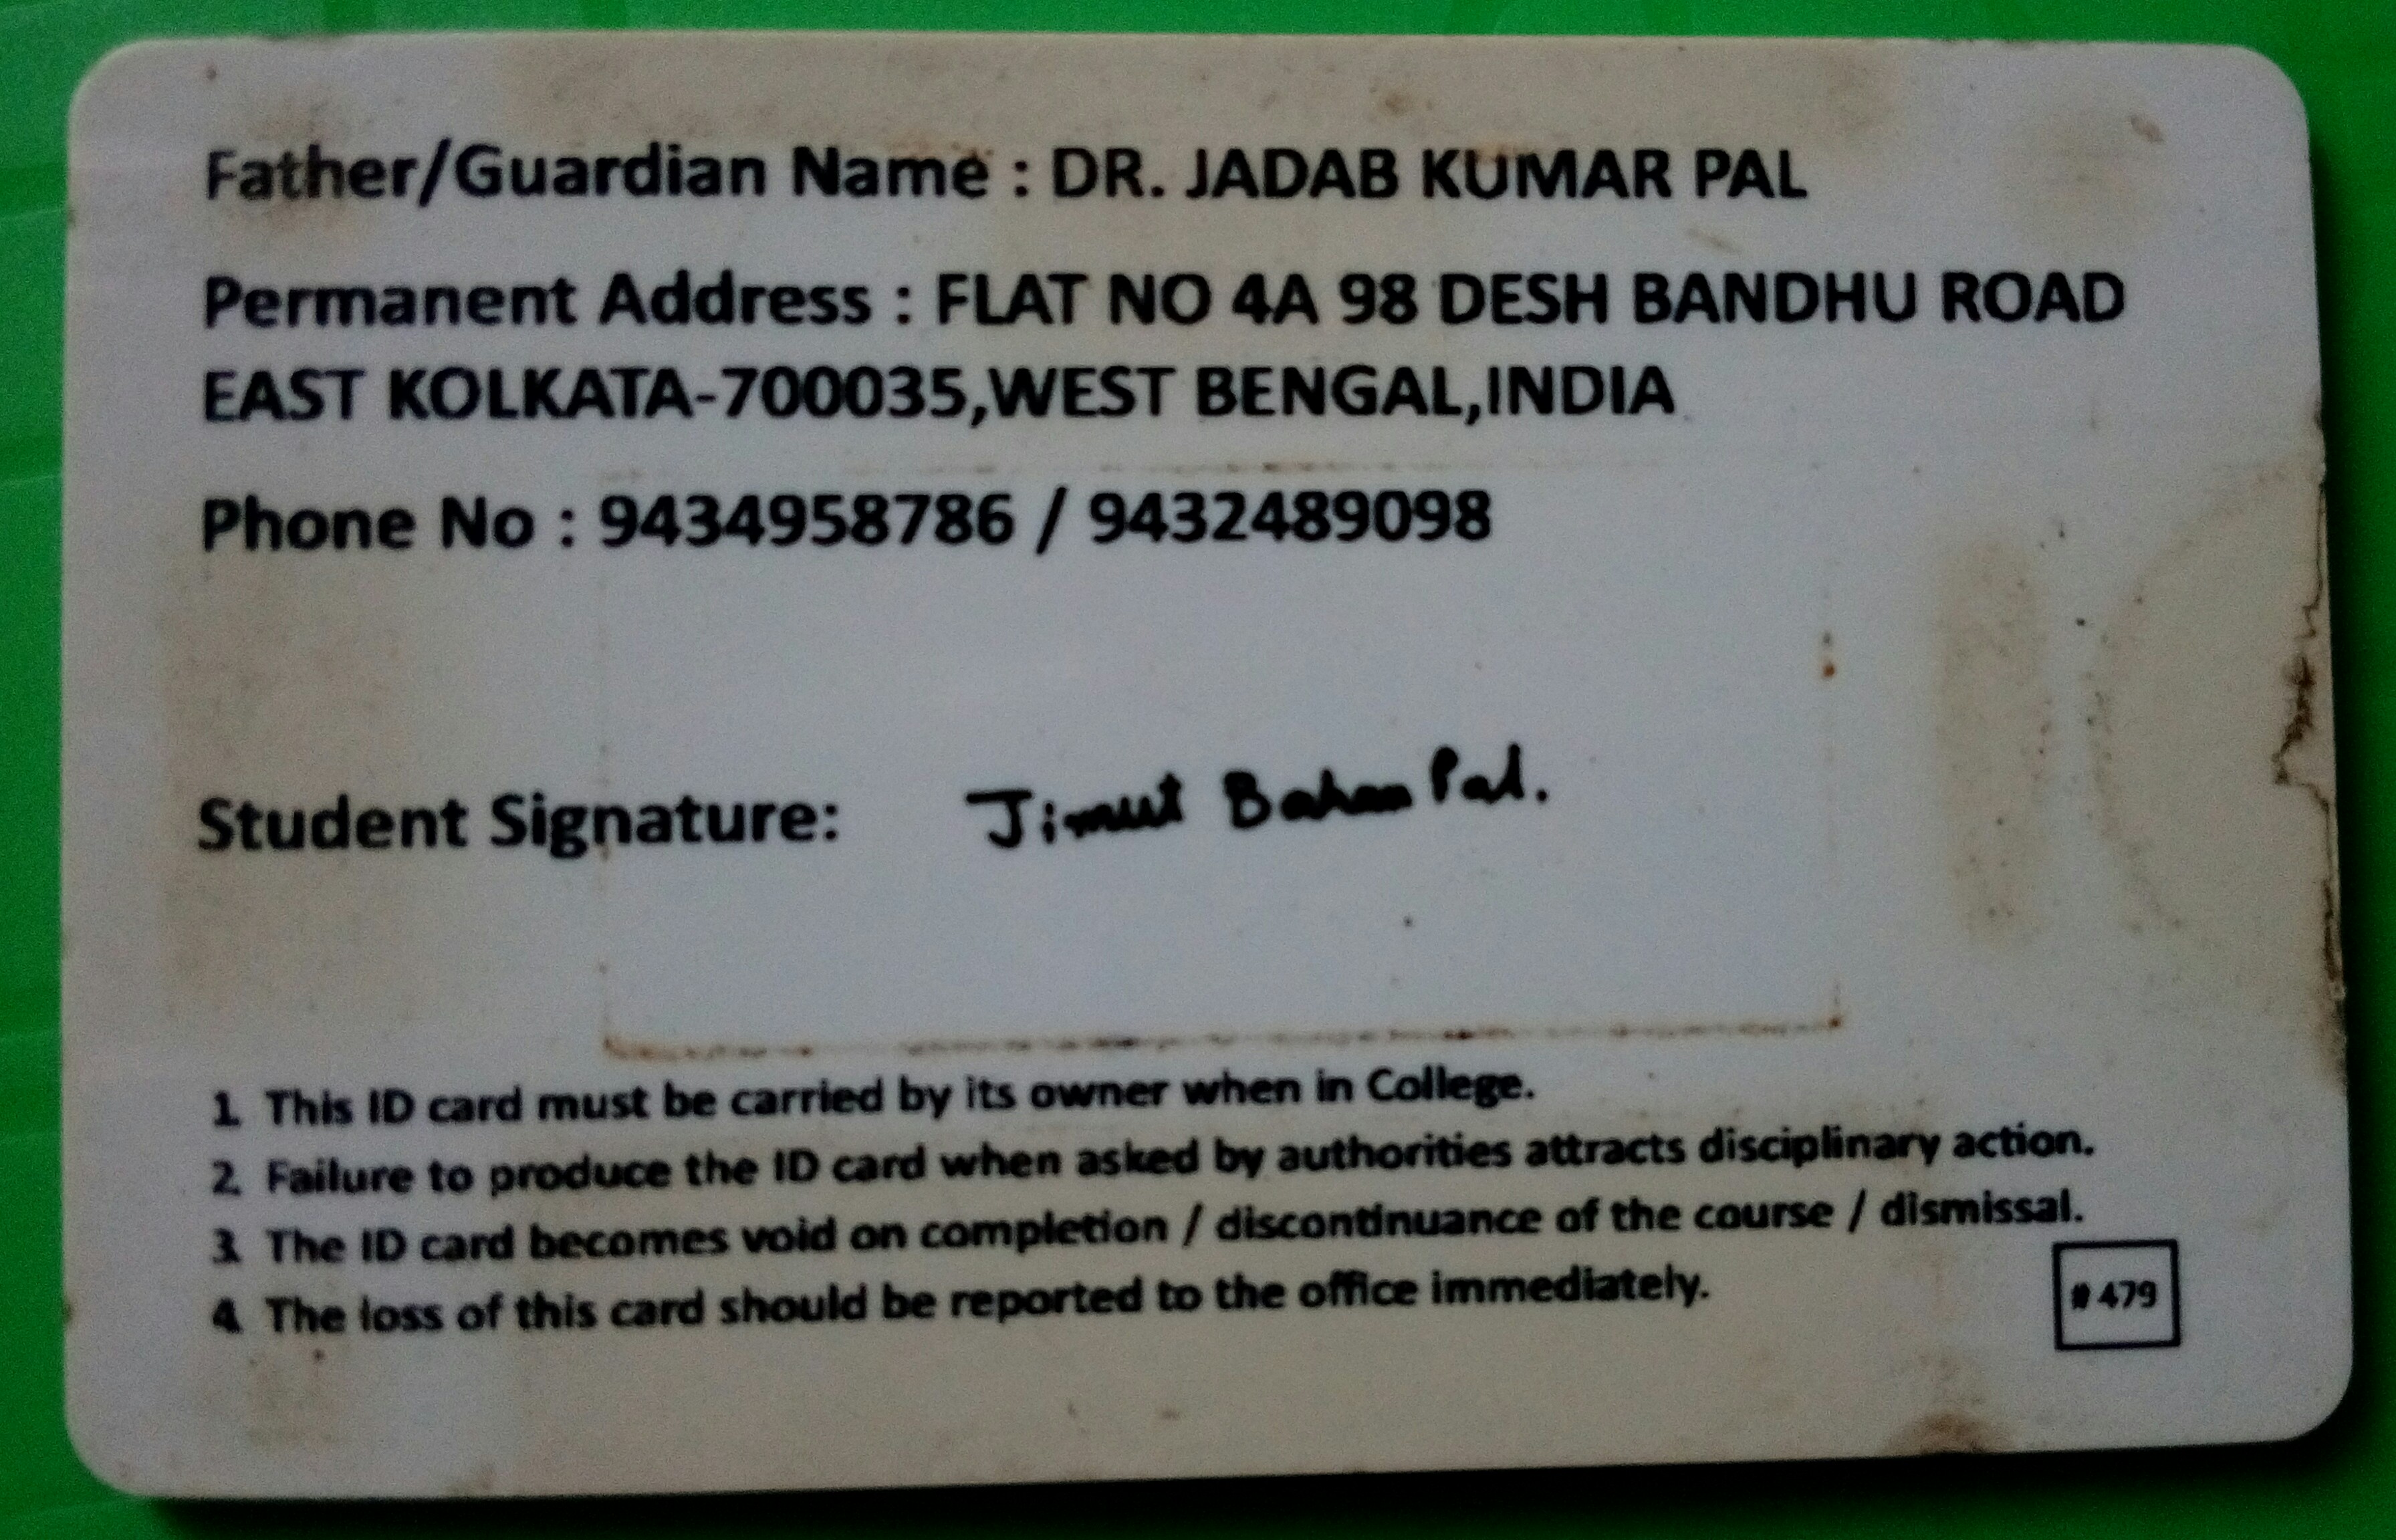 Father/Guardian Name : DR. JADAB KUMAR PAL
Permanent Address : FLAT NO 4A 98 DESH BANDHU ROAD
EAST KOLKATA-700035,WEST BENGAL,INDIA
Phone No : 9434958786 / 9432489098
Student Signature: Jimut Bahan Pal.
1. This ID card must be carried by its owner when in College.
2. Failure to produce the ID card when asked by authorities attracts disciplinary action.
3. The ID card becomes void on completion / discontinuance of the course / dismissal.
4. The loss of this card should be reported to the office immediately.
# 479